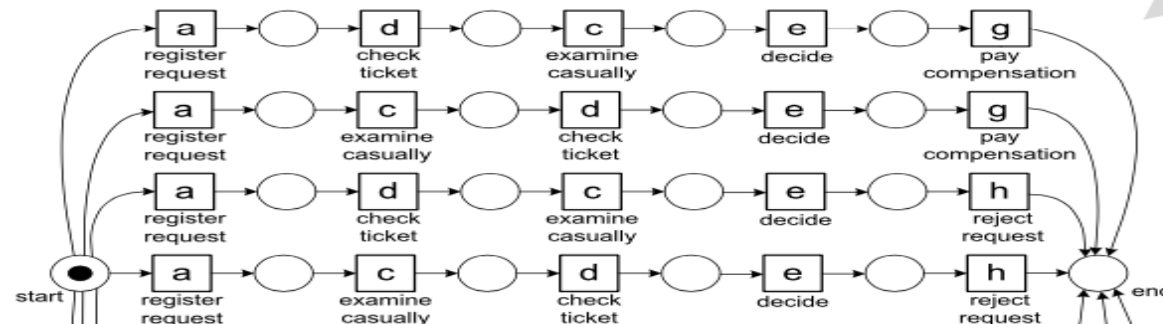 a d c e g
register check examine decide pay
request ticket casually compensation
a c d e g
register examine check decide pay
request casually ticket compensation
a d c e h
register check examine decide reject
request ticket casually request
a c d e h
start register examine check decide reject end
request casually ticket request